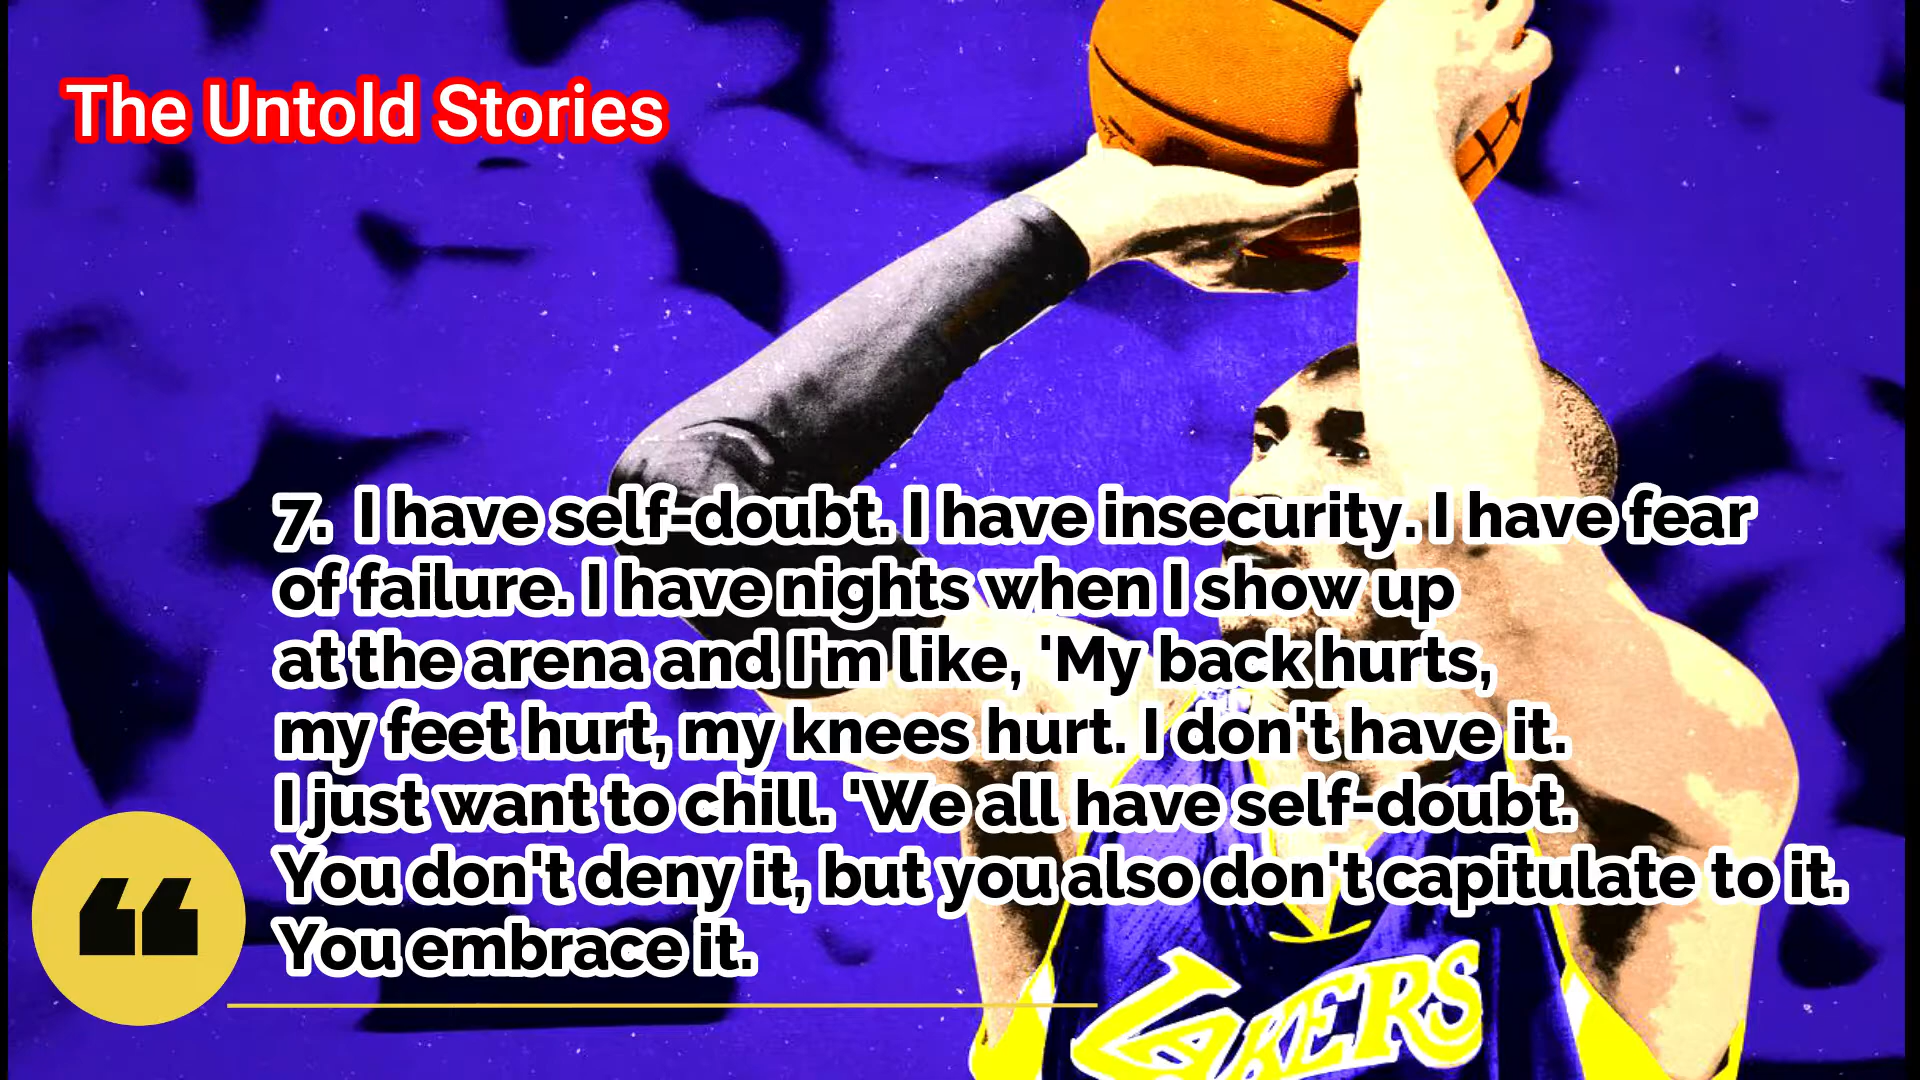 The Untold Stories
7. I have self-doubt. I have insecurity. I have fear
of failure. I have nights when I show up
at the arena and I'm like, 'My back hurts,
my feet hurt, my knees hurt. I don't have it.
I just want to chill. 'We all have self-doubt.
You don't deny it, but you also don't capitulate to it.
You embrace it.
“
LAKERS